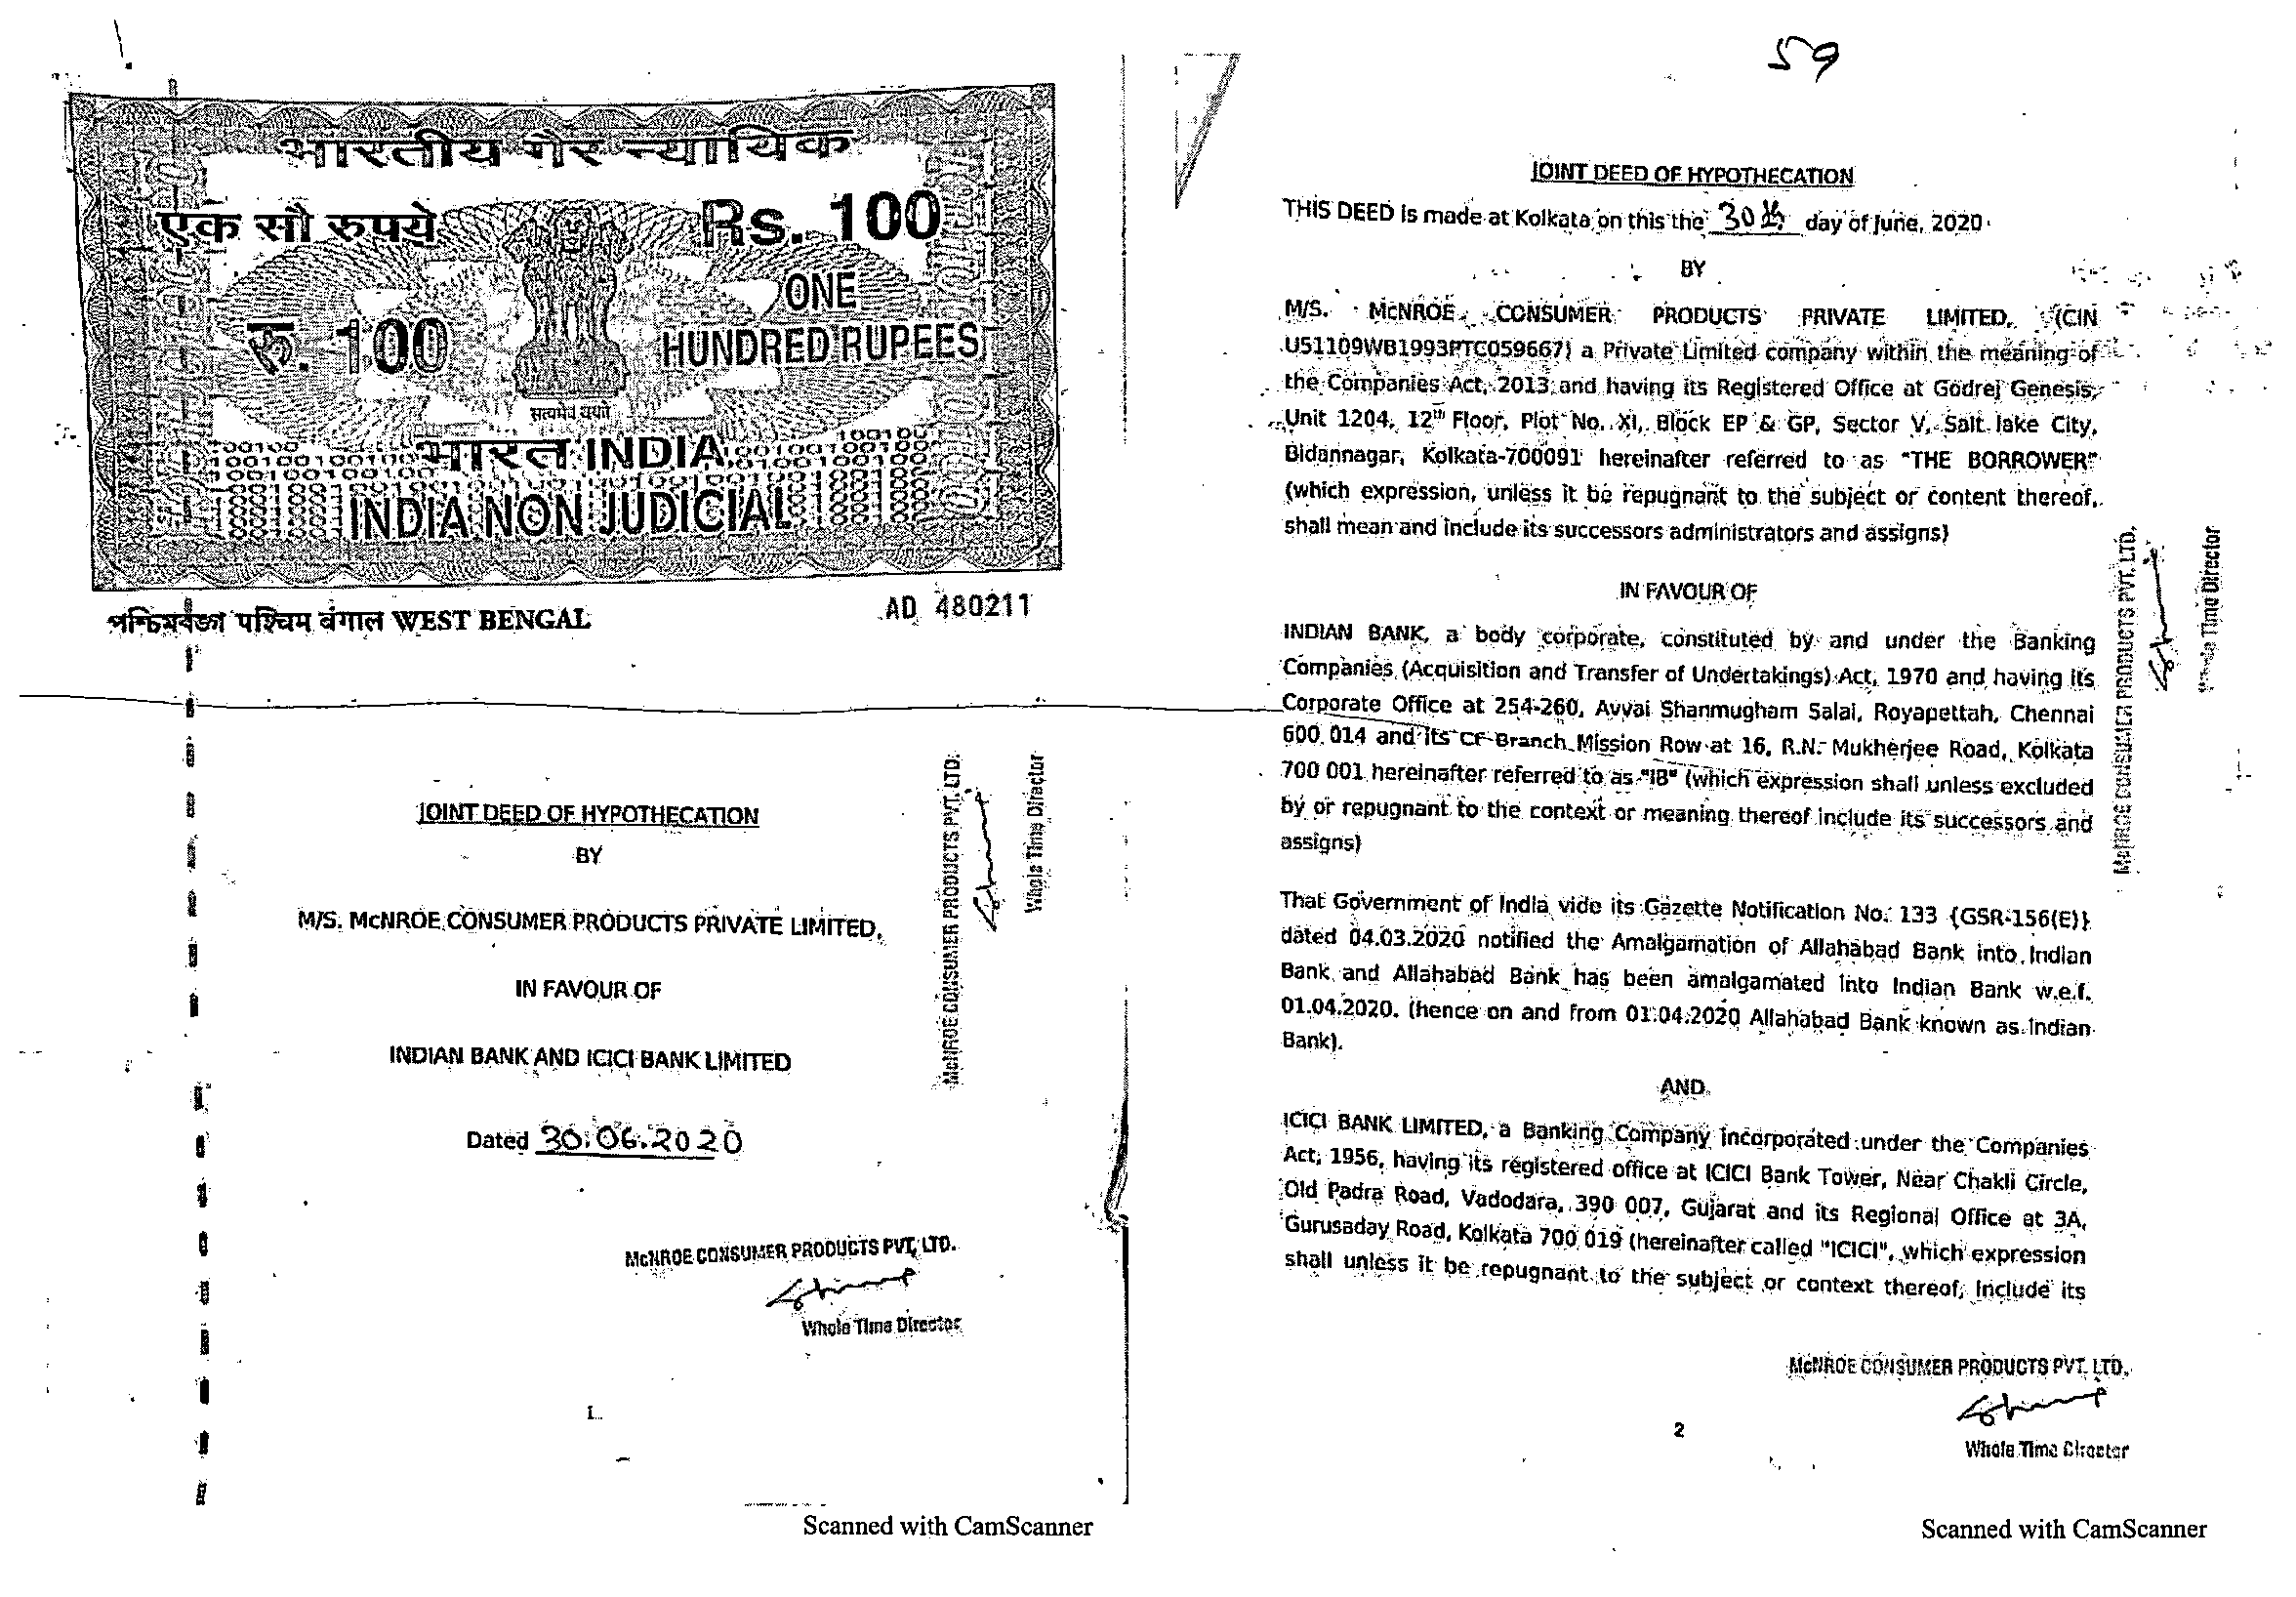 भारतीय गैर न्यायिक
एक सौ रुपये
Rs. 100
रु. 100
ONE
HUNDRED RUPEES
सत्यमेव जयते
भारत INDIA
INDIA NON JUDICIAL
পশ্চিমবঙ্গ पश्चिम बंगाल WEST BENGAL
AD 480211
JOINT DEED OF HYPOTHECATION
BY
M/S. McNROE CONSUMER PRODUCTS PRIVATE LIMITED,
IN FAVOUR OF
INDIAN BANK AND ICICI BANK LIMITED
Dated 30.06.2020
McNROE CONSUMER PRODUCTS PVT. LTD.
Whole Time Director
McNROE CONSUMER PRODUCTS PVT. LTD.
Whole Time Director
1
Scanned with CamScanner
59
JOINT DEED OF HYPOTHECATION
THIS DEED is made at Kolkata on this the 30th day of June, 2020
BY
M/S. McNROE CONSUMER PRODUCTS PRIVATE LIMITED, (CIN
U51109WB1993PTC059667) a Private Limited company within the meaning of
the Companies Act, 2013 and having its Registered Office at Godrej Genesis,
Unit 1204, 12th Floor, Plot No. XI, Block EP & GP, Sector V, Salt lake City,
Bidannagar, Kolkata-700091 hereinafter referred to as "THE BORROWER"
(which expression, unless it be repugnant to the subject or content thereof,
shall mean and include its successors administrators and assigns)
IN FAVOUR OF
INDIAN BANK, a body corporate, constituted by and under the Banking
Companies (Acquisition and Transfer of Undertakings) Act, 1970 and having its
Corporate Office at 254-260, Avvai Shanmugham Salai, Royapettah, Chennai
600 014 and its CF Branch Mission Row at 16, R.N. Mukherjee Road, Kolkata
700 001 hereinafter referred to as "IB" (which expression shall unless excluded
by or repugnant to the context or meaning thereof include its successors and
assigns)
That Government of India vide its Gazette Notification No. 133 {GSR-156(E)}
dated 04.03.2020 notified the Amalgamation of Allahabad Bank into Indian
Bank and Allahabad Bank has been amalgamated into Indian Bank w.e.f.
01.04.2020. (hence on and from 01.04.2020 Allahabad Bank known as Indian
Bank).
AND
ICICI BANK LIMITED, a Banking Company incorporated under the Companies
Act, 1956, having its registered office at ICICI Bank Tower, Near Chakli Circle,
Old Padra Road, Vadodara, 390 007, Gujarat and its Regional Office at 3A,
Gurusaday Road, Kolkata 700 019 (hereinafter called "ICICI", which expression
shall unless it be repugnant to the subject or context thereof, include its
McNROE CONSUMER PRODUCTS PVT. LTD.
Whole Time Director
McNROE CONSUMER PRODUCTS PVT. LTD.
Whole Time Director
2
Scanned with CamScanner